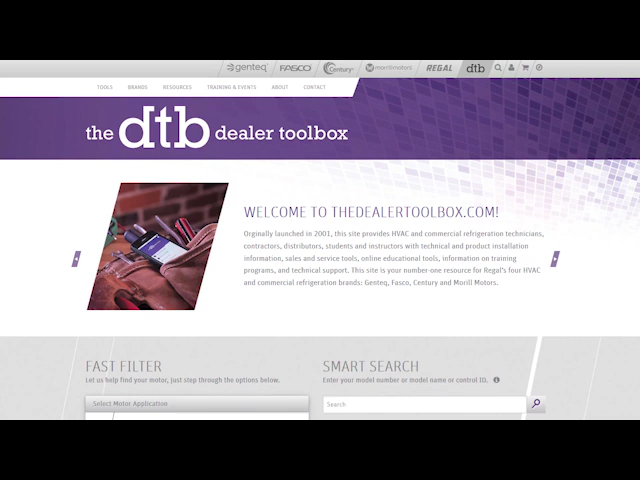 genteq FASCO Century morrillmotors REGAL dtb
TOOLS BRANDS RESOURCES TRAINING & EVENTS ABOUT CONTACT
the dtb dealer toolbox
WELCOME TO THEDEALERTOOLBOX.COM!
Orginally launched in 2001, this site provides HVAC and commercial refrigeration technicians,
contractors, distributors, students and instructors with technical and product installation
information, sales and service tools, online educational tools, information on training
programs, and technical support. This site is your number-one resource for Regal's four HVAC
and commercial refrigeration brands: Genteq, Fasco, Century and Morill Motors.
FAST FILTER
Let us help find your motor, just step through the options below.
Select Motor Application
SMART SEARCH
Enter your model number or model name or control ID.
Search